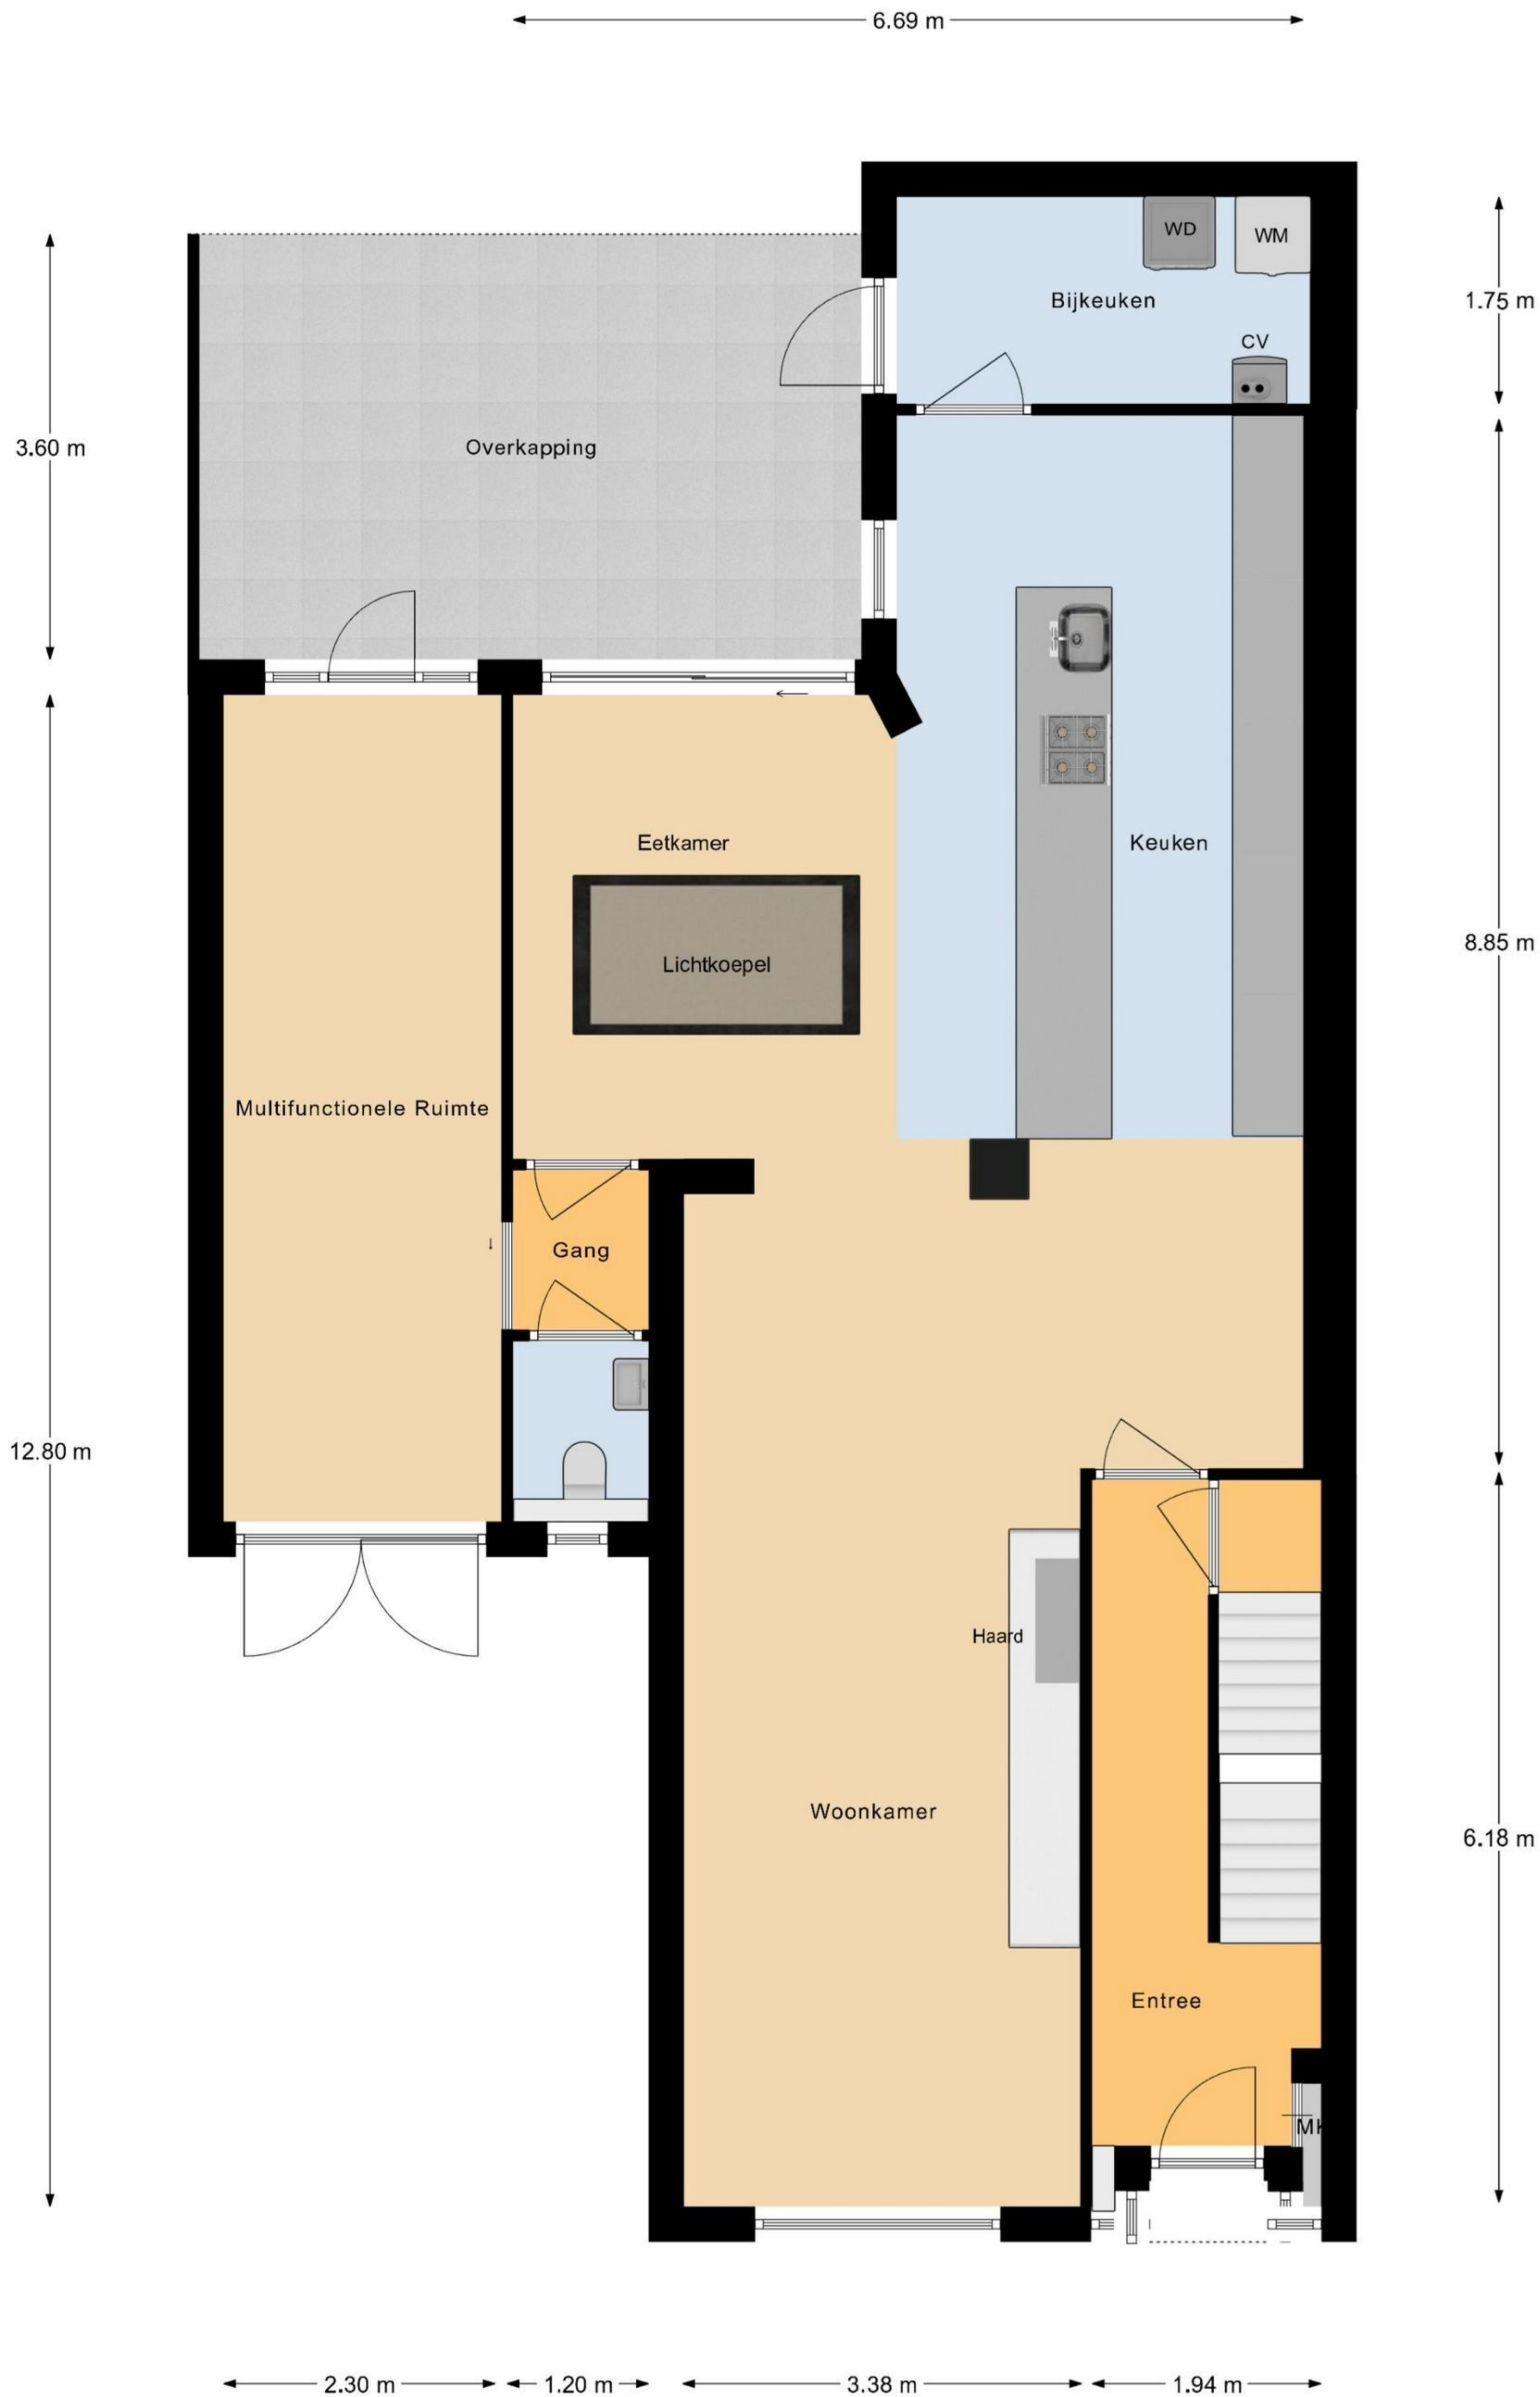 6.69 m
WD
WM
Bijkeuken
1.75 m
CV
3.60 m
Overkapping
Eetkamer
Keuken
Lichtkoepel
8.85 m
Multifunctionele Ruimte
Gang
12.80 m
Haard
Woonkamer
6.18 m
Entree
MK
2.30 m
1.20 m
3.38 m
1.94 m